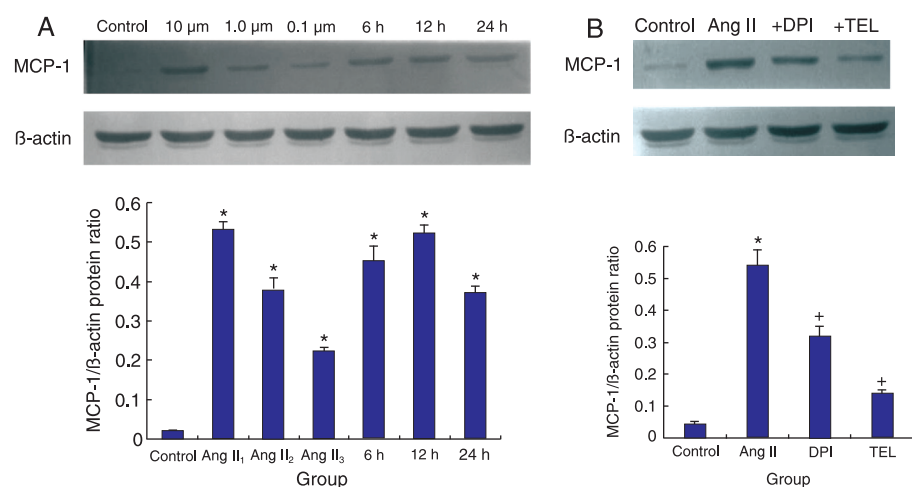 A
Control 10 μm 1.0 μm 0.1 μm 6 h 12 h 24 h
MCP-1
ß-actin
MCP-1/ß-actin protein ratio
0.6
0.5
0.4
0.3
0.2
0.1
0
* * * * * *
Control Ang II₁ Ang II₂ Ang II₃ 6 h 12 h 24 h
Group
B
Control Ang II +DPI +TEL
MCP-1
ß-actin
MCP-1/ß-actin protein ratio
0.6
0.5
0.4
0.3
0.2
0.1
0
* + +
Control Ang II DPI TEL
Group